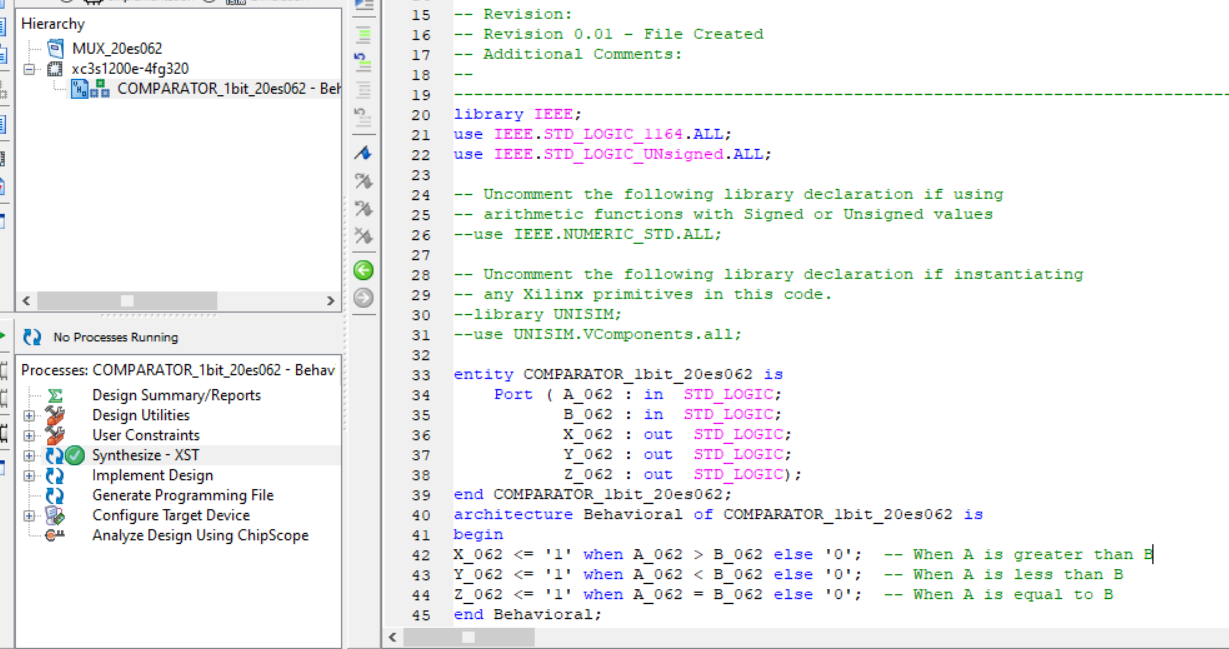 Hierarchy
MUX_20es062
xc3s1200e-4fg320
COMPARATOR_1bit_20es062 - Beh
No Processes Running
Processes: COMPARATOR_1bit_20es062 - Behav
Design Summary/Reports
Design Utilities
User Constraints
Synthesize - XST
Implement Design
Generate Programming File
Configure Target Device
Analyze Design Using ChipScope
15 -- Revision:
16 -- Revision 0.01 - File Created
17 -- Additional Comments:
18 --
19 ----------------------------------------------------------------------------------
20 library IEEE;
21 use IEEE.STD_LOGIC_1164.ALL;
22 use IEEE.STD_LOGIC_UNsigned.ALL;
23
24 -- Uncomment the following library declaration if using
25 -- arithmetic functions with Signed or Unsigned values
26 --use IEEE.NUMERIC_STD.ALL;
27
28 -- Uncomment the following library declaration if instantiating
29 -- any Xilinx primitives in this code.
30 --library UNISIM;
31 --use UNISIM.VComponents.all;
32
33 entity COMPARATOR_1bit_20es062 is
34 Port ( A_062 : in STD_LOGIC;
35 B_062 : in STD_LOGIC;
36 X_062 : out STD_LOGIC;
37 Y_062 : out STD_LOGIC;
38 Z_062 : out STD_LOGIC);
39 end COMPARATOR_1bit_20es062;
40 architecture Behavioral of COMPARATOR_1bit_20es062 is
41 begin
42 X_062 <= '1' when A_062 > B_062 else '0'; -- When A is greater than B
43 Y_062 <= '1' when A_062 < B_062 else '0'; -- When A is less than B
44 Z_062 <= '1' when A_062 = B_062 else '0'; -- When A is equal to B
45 end Behavioral;